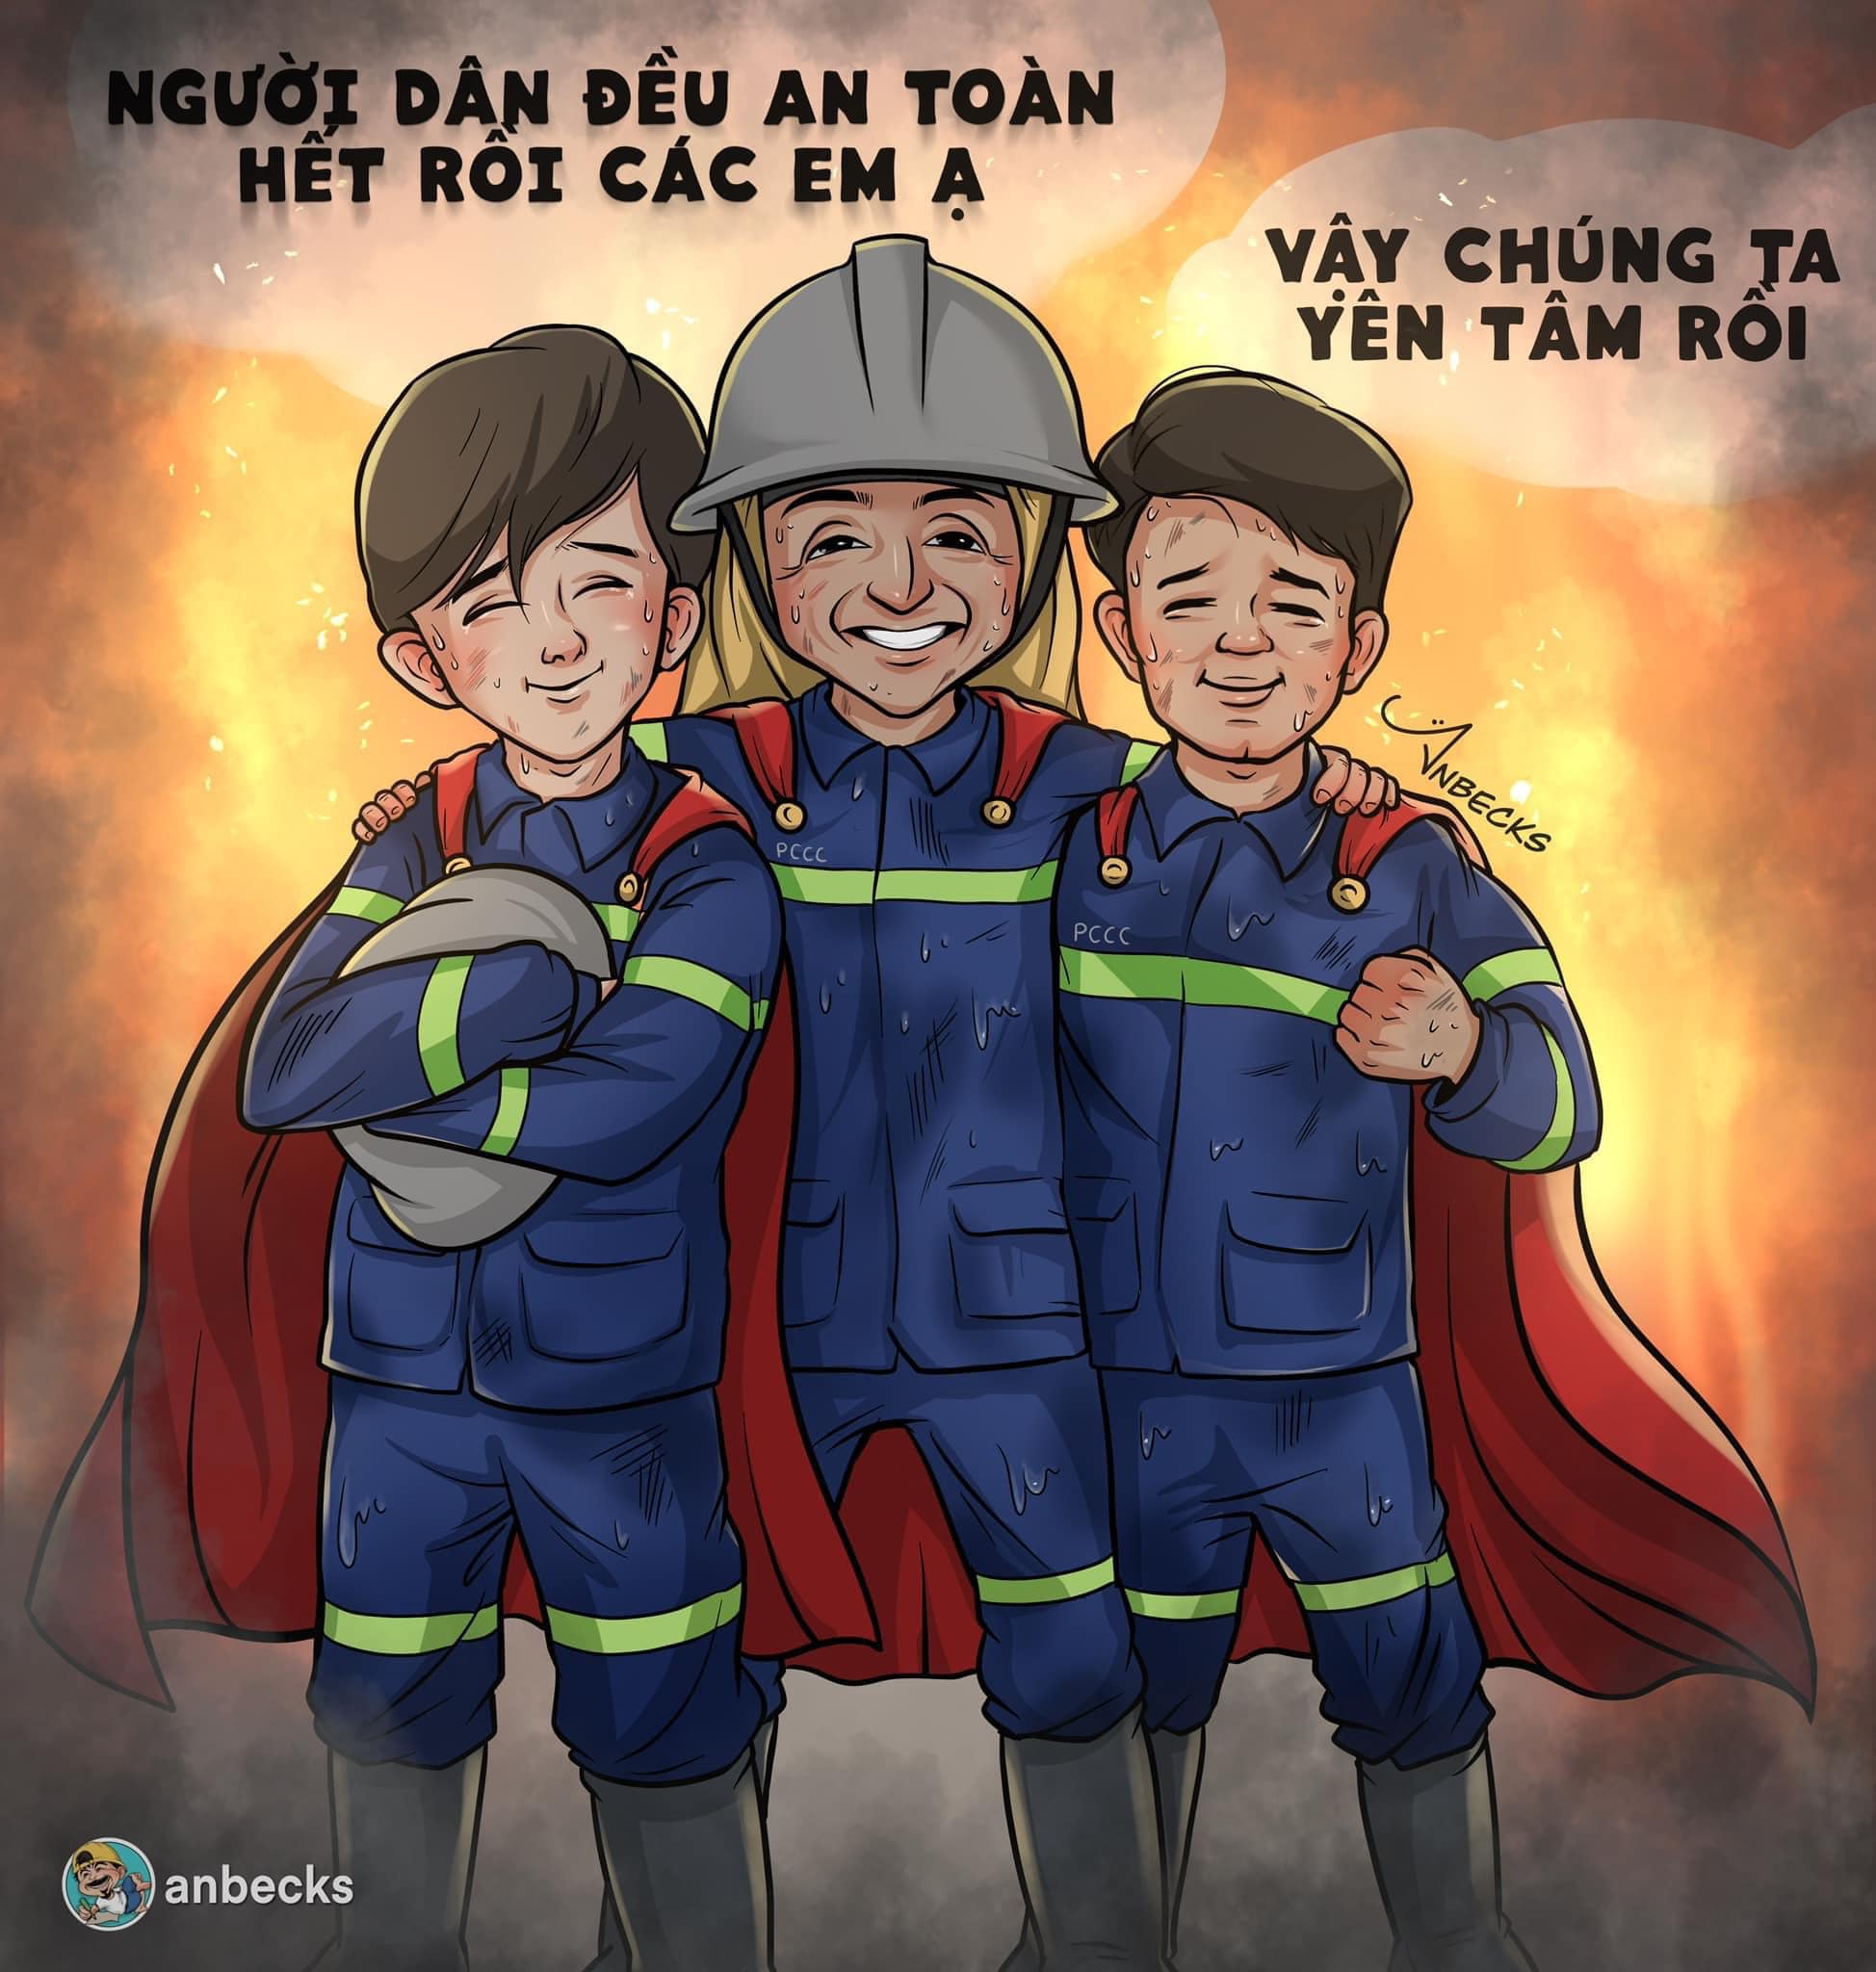 NGƯỜI DÂN ĐỀU AN TOÀN
HẾT RỒI CÁC EM Ạ
VẬY CHÚNG TA
YÊN TÂM RỒI
ANBECKS
PCCC
PCCC
anbecks